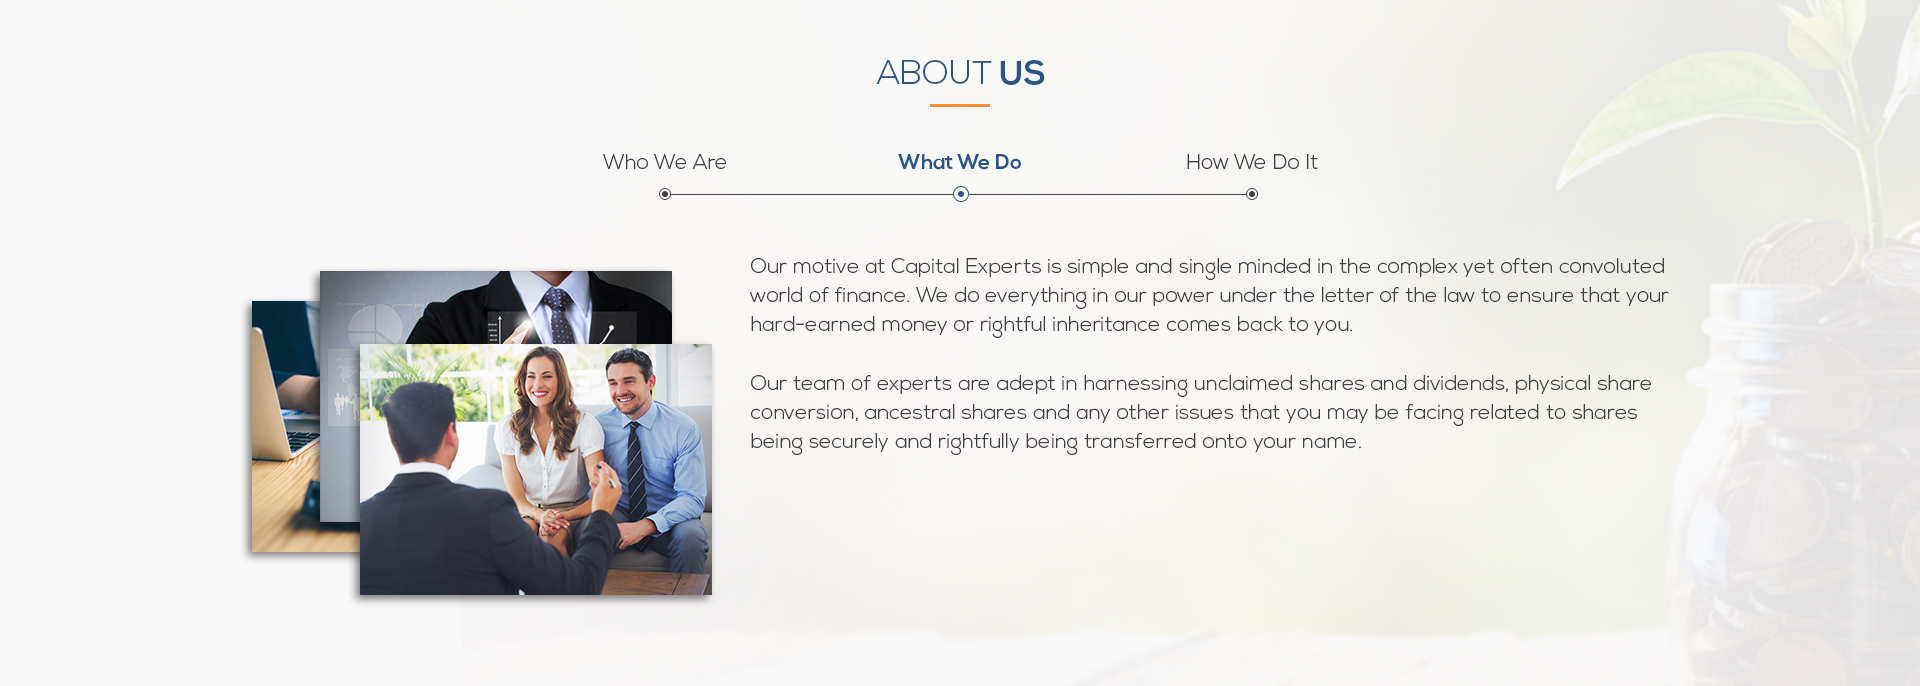 ABOUT US
Who We Are
What We Do
How We Do It
Our motive at Capital Experts is simple and single minded in the complex yet often convoluted
world of finance. We do everything in our power under the letter of the law to ensure that your
hard-earned money or rightful inheritance comes back to you.
Our team of experts are adept in harnessing unclaimed shares and dividends, physical share
conversion, ancestral shares and any other issues that you may be facing related to shares
being securely and rightfully being transferred onto your name.